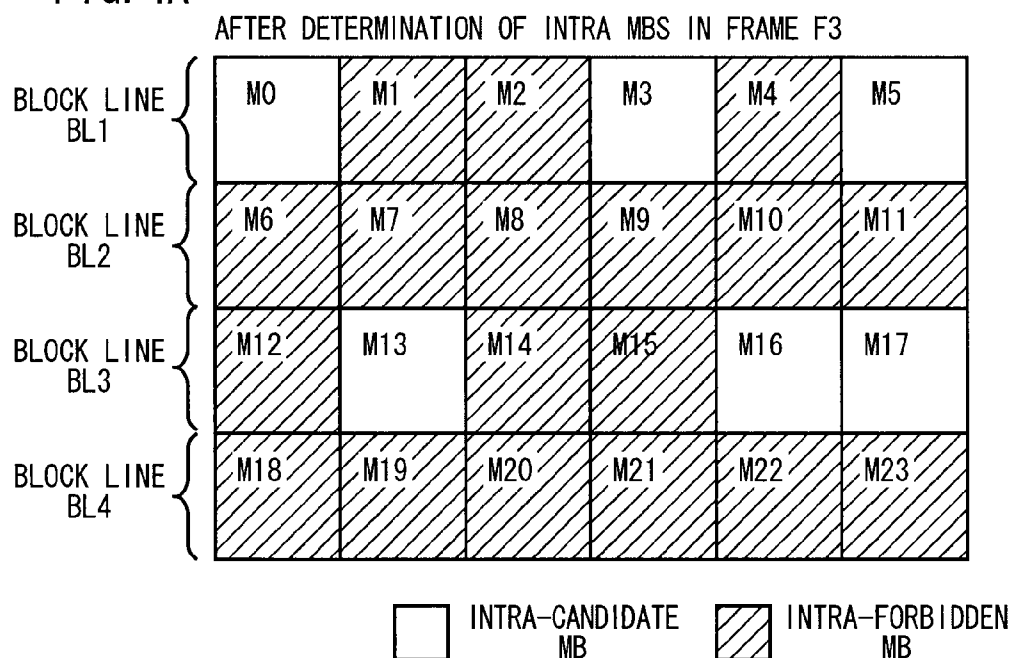 AFTER DETERMINATION OF INTRA MBS IN FRAME F3
BLOCK LINE
BL1
M0 M1 M2 M3 M4 M5
BLOCK LINE
BL2
M6 M7 M8 M9 M10 M11
BLOCK LINE
BL3
M12 M13 M14 M15 M16 M17
BLOCK LINE
BL4
M18 M19 M20 M21 M22 M23
INTRA-CANDIDATE
MB
INTRA-FORBIDDEN
MB